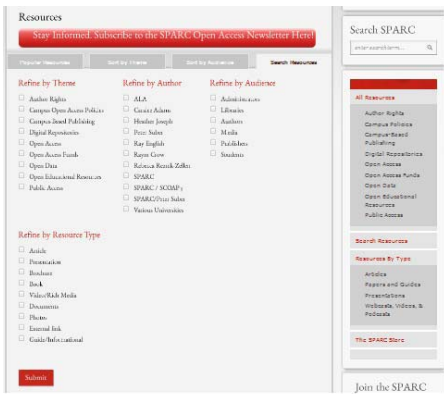 Resources
Stay Informed. Subscribe to the SPARC Open Access Newsletter Here!
Popular Resources
Sort by Theme
Sort by Audience
Search Resources
Refine by Theme
Author Rights
Campus Open Access Policies
Campus-Based Publishing
Digital Repositories
Open Access
Open Access Funds
Open Data
Open Educational Resources
Public Access
Refine by Author
ALA
Caralee Adams
Heather Joseph
Peter Suber
Ray English
Raym Crow
Rebecca Resnik-Zellen
SPARC
SPARC / SCOAP3
SPARC/Peter Suber
Various Universities
Refine by Audience
Administrators
Libraries
Authors
Media
Publishers
Students
Refine by Resource Type
Article
Presentation
Brochure
Book
Video/Rich Media
Documents
Photos
External link
Guide/Informational
Submit
Search SPARC
enter search term...
All Resources
Author Rights
Campus Policies
Campus-Based
Publishing
Digital Repositories
Open Access
Open Access Funds
Open Data
Open Educational
Resources
Public Access
Search Resources
Resources By Type
Articles
Papers and Guides
Presentations
Webcasts, Videos, &
Podcasts
The SPARC Store
Join the SPARC